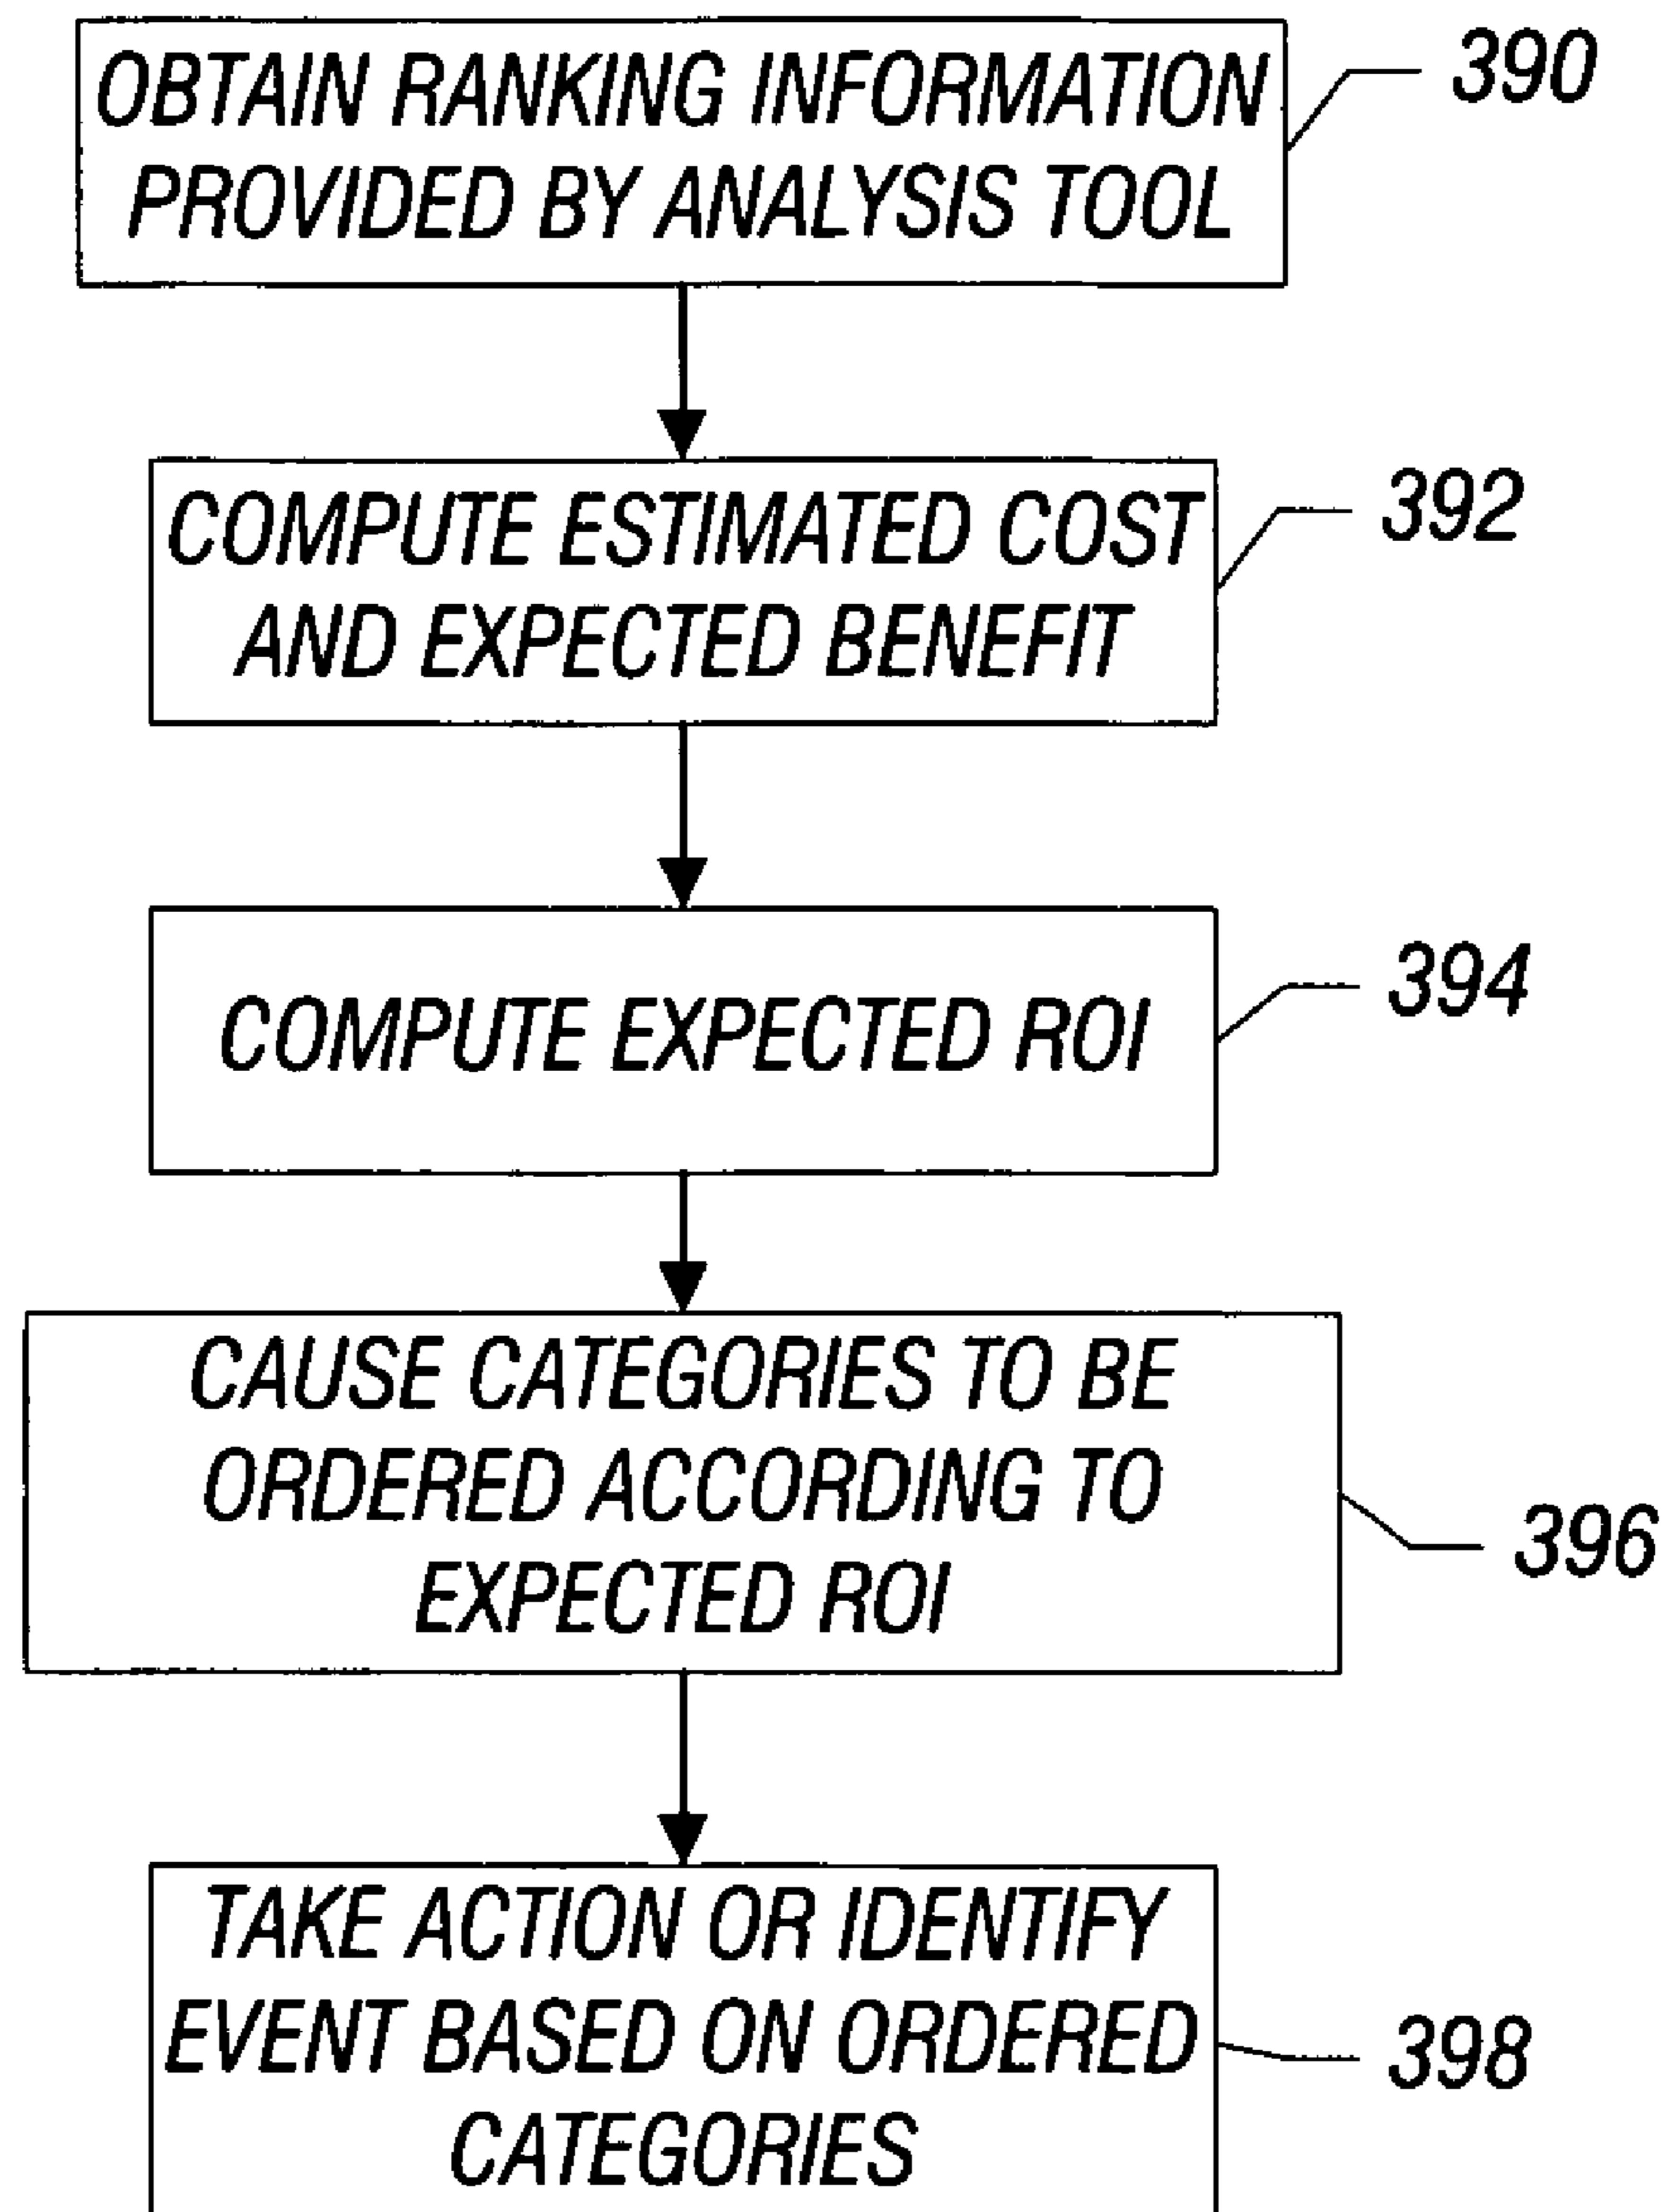 OBTAIN RANKING INFORMATION
PROVIDED BY ANALYSIS TOOL
390
COMPUTE ESTIMATED COST
AND EXPECTED BENEFIT
392
COMPUTE EXPECTED ROI
394
CAUSE CATEGORIES TO BE
ORDERED ACCORDING TO
EXPECTED ROI
396
TAKE ACTION OR IDENTIFY
EVENT BASED ON ORDERED
CATEGORIES
398